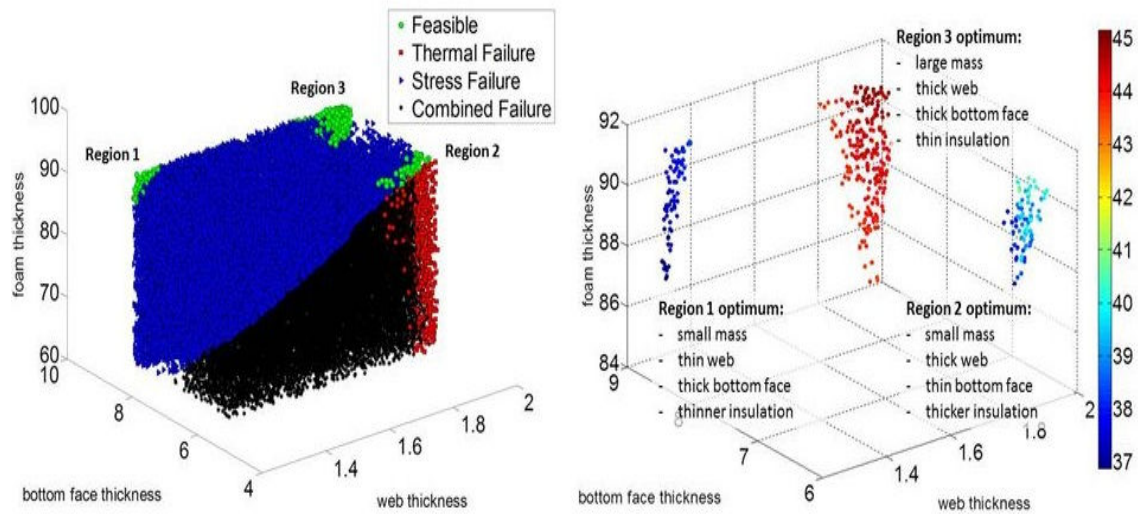 Feasible
Thermal Failure
Stress Failure
Combined Failure
Region 3
Region 1
Region 2
100
90
80
70
60
foam thickness
10
8
6
4
bottom face thickness
1.4
1.6
1.8
2
web thickness
Region 3 optimum:
- large mass
- thick web
- thick bottom face
- thin insulation
92
90
88
86
84
foam thickness
Region 1 optimum:
- small mass
- thin web
- thick bottom face
- thinner insulation
Region 2 optimum:
- small mass
- thick web
- thin bottom face
- thicker insulation
9
8
7
6
bottom face thickness
1.4
1.6
1.8
2
web thickness
45
44
43
42
41
40
39
38
37